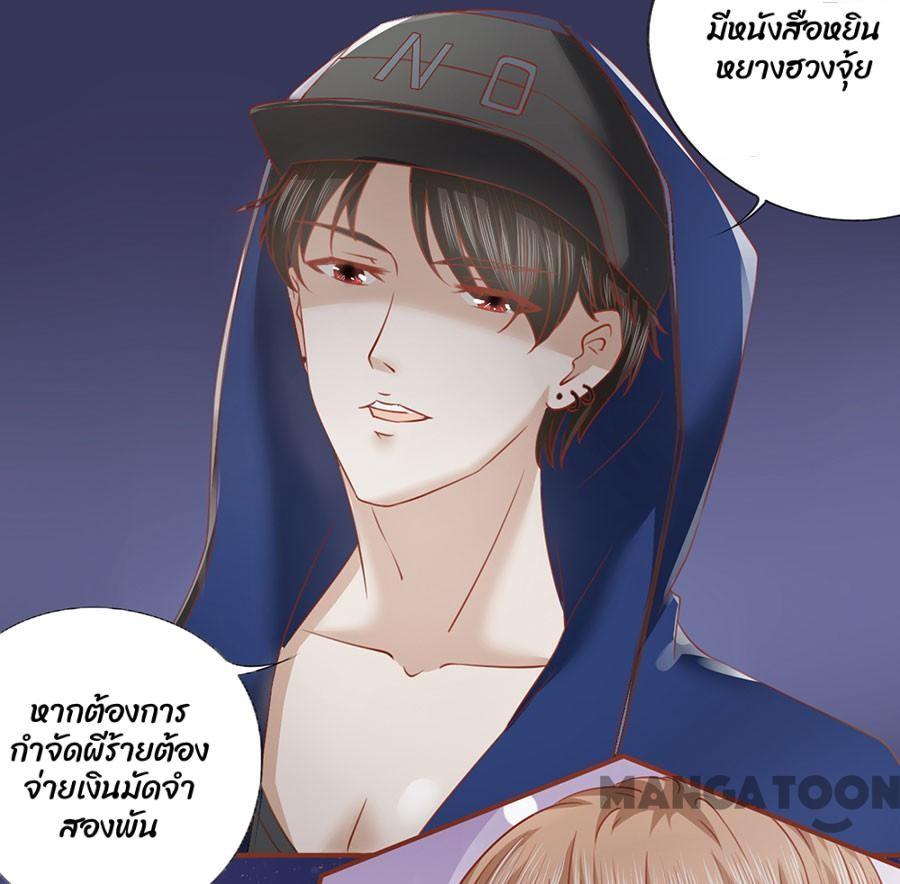 มีหนังสือหยิน
หยางฮวงจุ้ย
NO
หากต้องการ
กำจัดผีร้ายต้อง
จ่ายเงินมัดจำ
สองพัน
MANGATOON